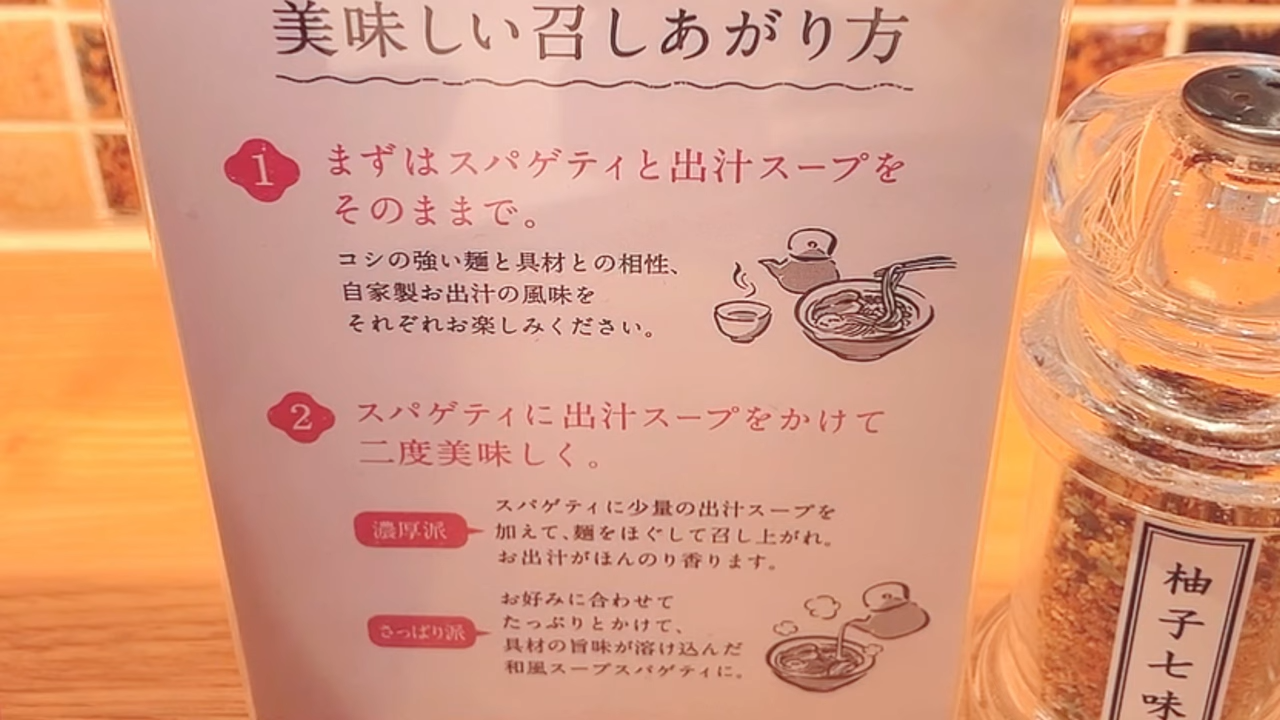 美味しい召しあがり方
1 まずはスパゲティと出汁スープを
そのままで。
コシの強い麺と具材との相性、
自家製お出汁の風味を
それぞれお楽しみください。
2 スパゲティに出汁スープをかけて
二度美味しく。
濃厚派
スパゲティに少量の出汁スープを
加えて、麺をほぐして召し上がれ。
お出汁がほんのり香ります。
さっぱり派
お好みに合わせて
たっぷりとかけて、
具材の旨味が溶け込んだ
和風スープスパゲティに。
柚子七味